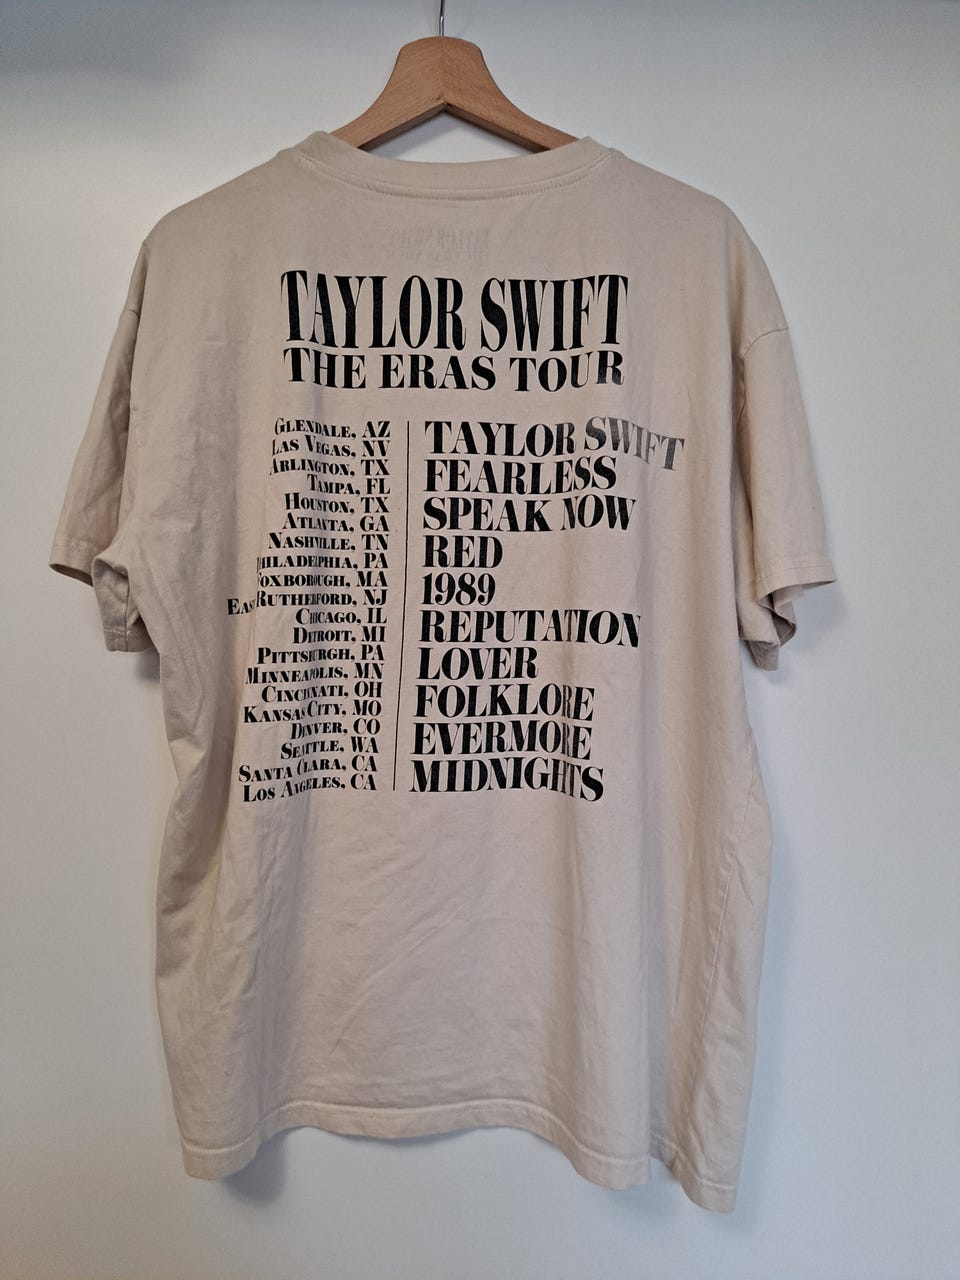 TAYLOR SWIFT
THE ERAS TOUR
GLENDALE, AZ
LAS VEGAS, NV
ARLINGTON, TX
TAMPA, FL
HOUSTON, TX
ATLANTA, GA
NASHVILLE, TN
PHILADELPHIA, PA
FOXBOROUGH, MA
EAST RUTHERFORD, NJ
CHICAGO, IL
DETROIT, MI
PITTSBURGH, PA
MINNEAPOLIS, MN
CINCINNATI, OH
KANSAS CITY, MO
DENVER, CO
SEATTLE, WA
SANTA CLARA, CA
LOS ANGELES, CA
TAYLOR SWIFT
FEARLESS
SPEAK NOW
RED
1989
REPUTATION
LOVER
FOLKLORE
EVERMORE
MIDNIGHTS